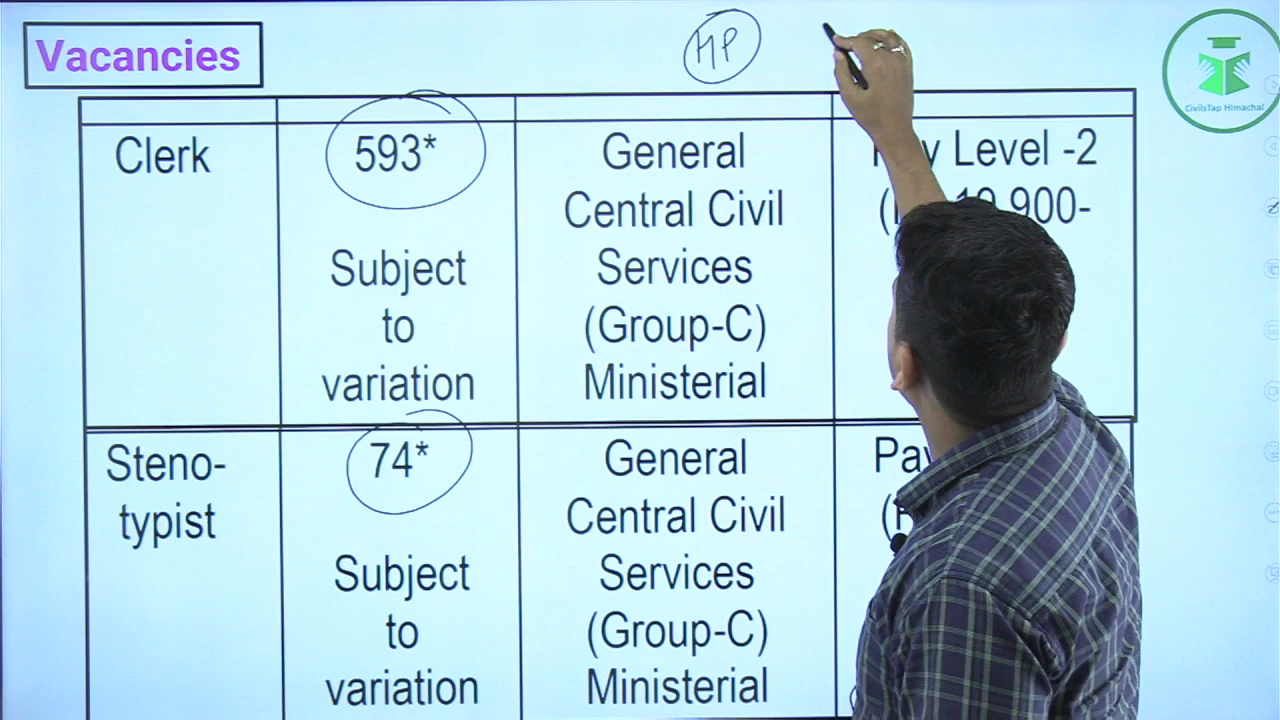 Vacancies
HP
CivilsTap Himachal
Clerk
593*
Subject
to
variation
General
Central Civil
Services
(Group-C)
Ministerial
Level -2
900-
Steno-
typist
74*
Subject
to
variation
General
Central Civil
Services
(Group-C)
Ministerial